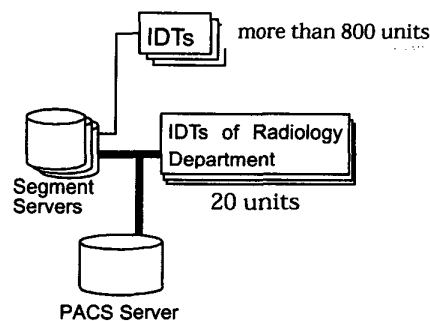 IDTs
more than 800 units
IDTs of Radiology
Department
Segment
Servers
20 units
PACS Server